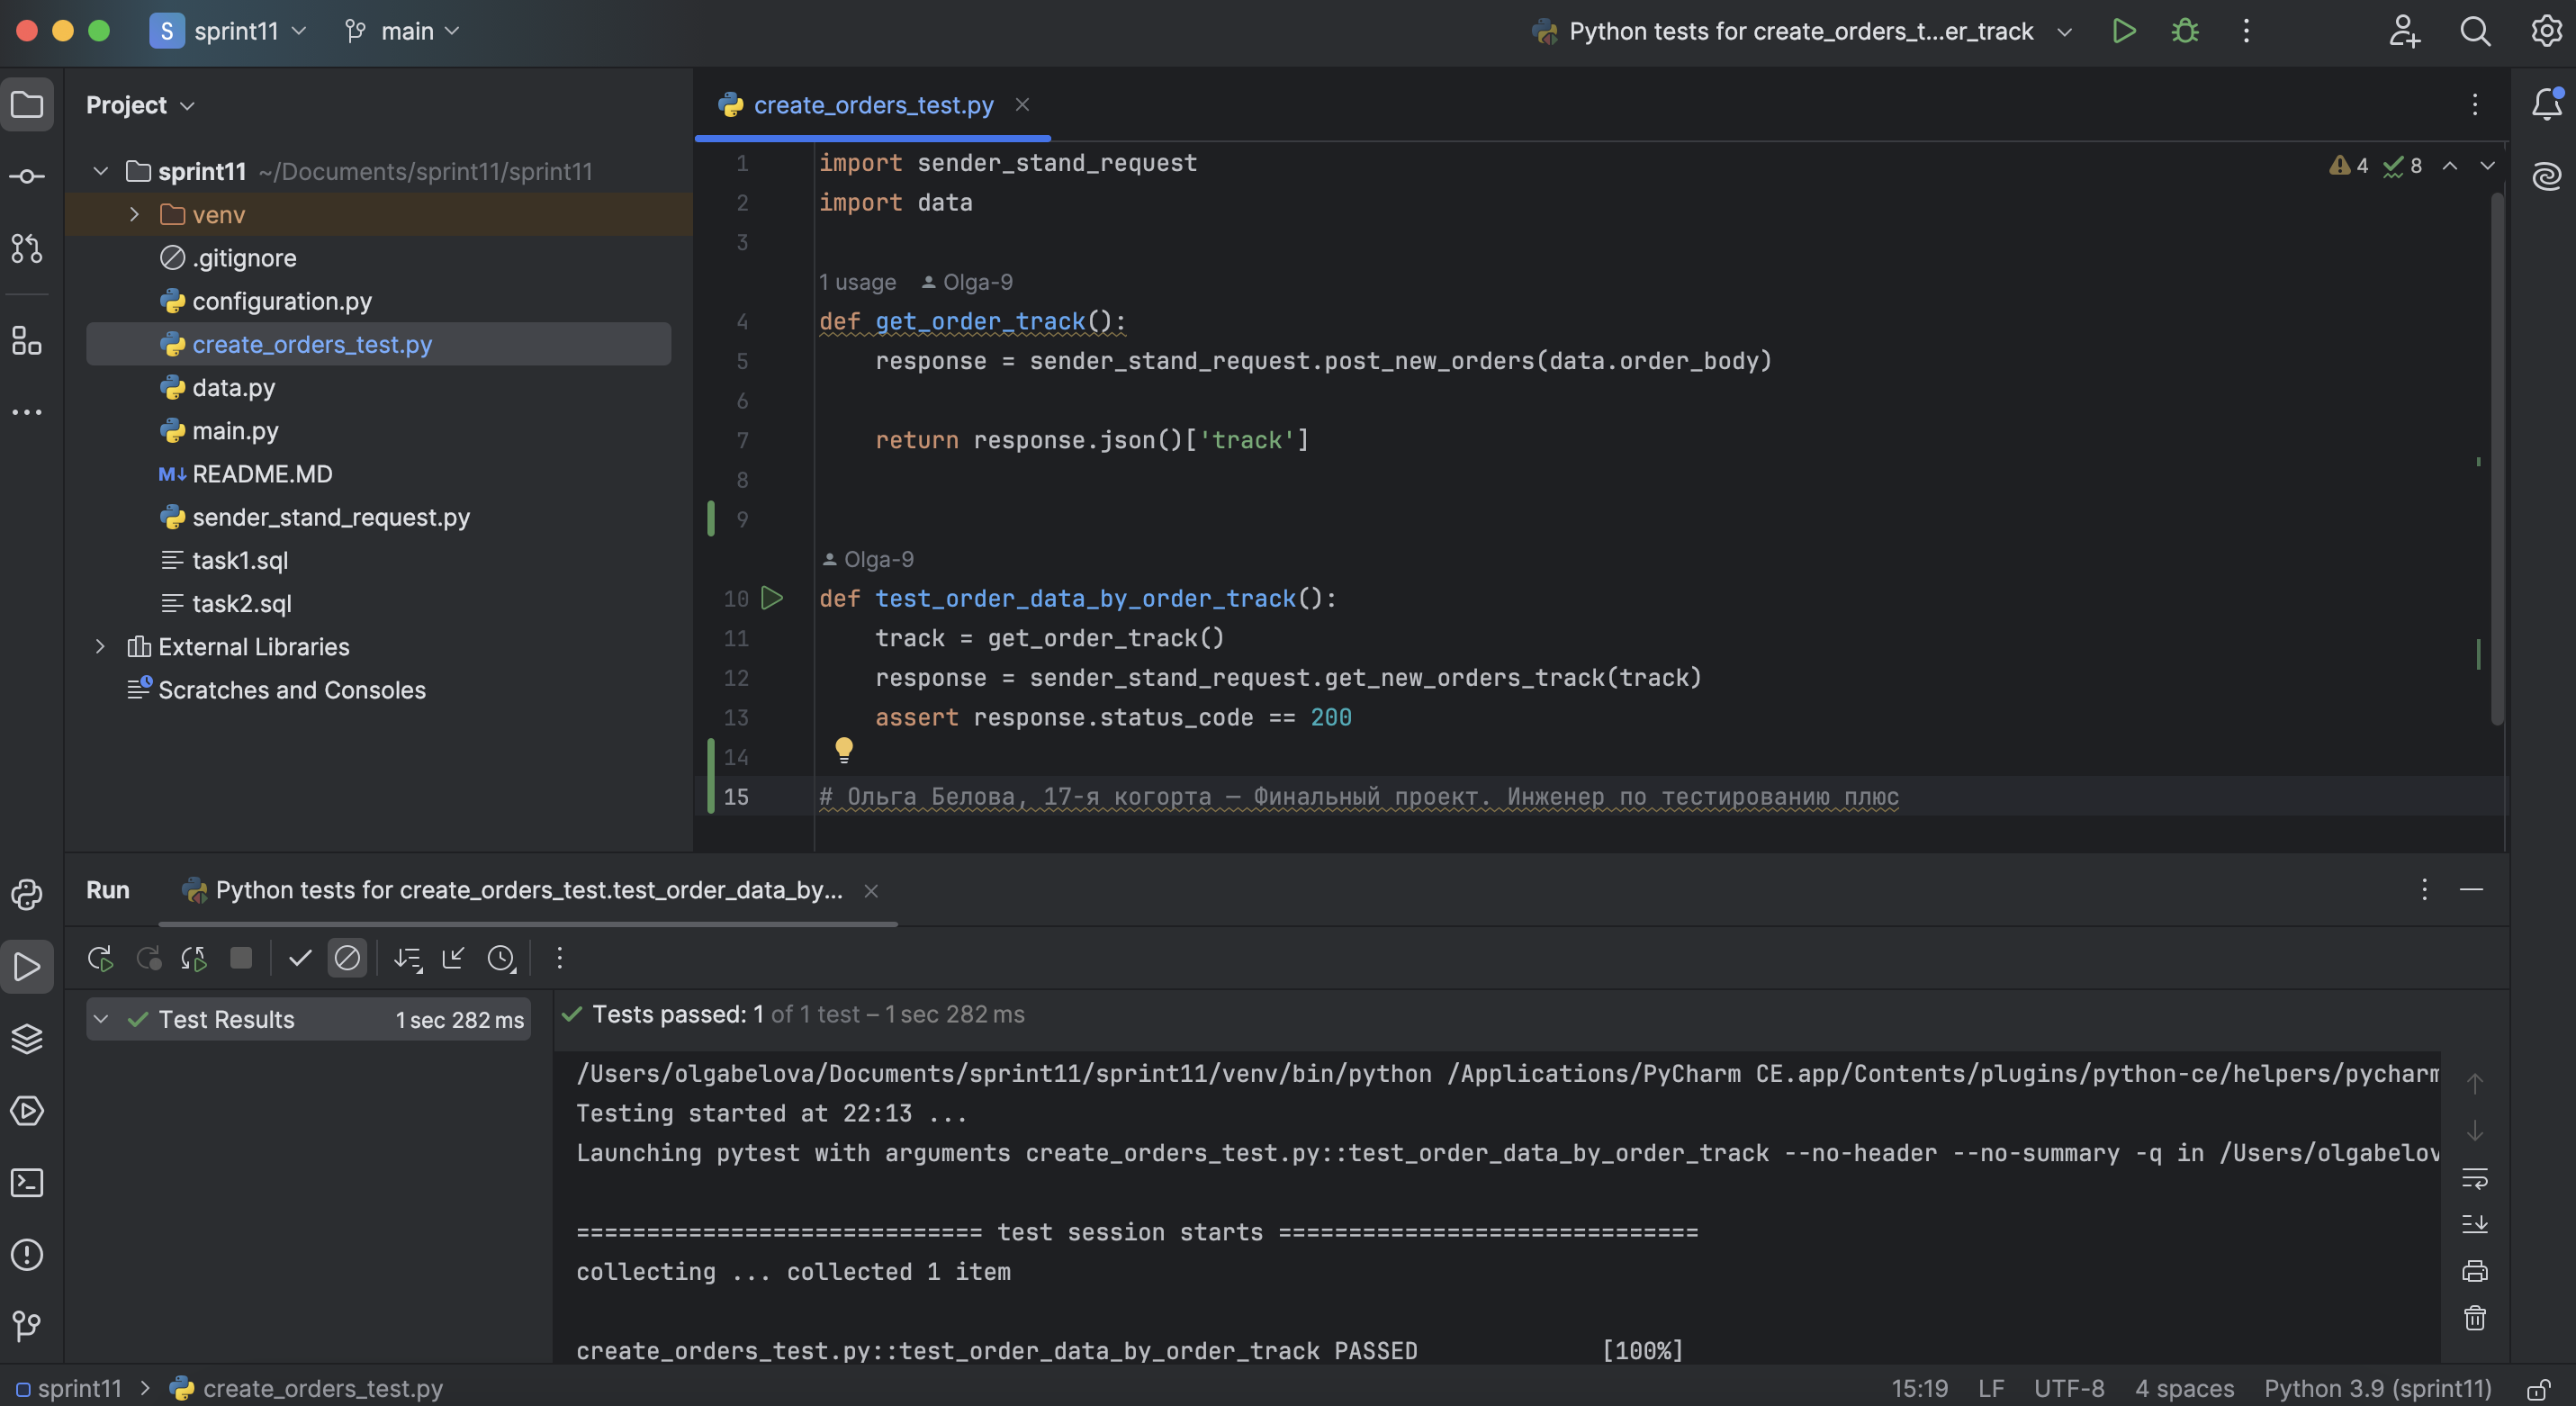 S sprint11 main Python tests for create_orders_t...er_track
Project
sprint11 ~/Documents/sprint11/sprint11
venv
.gitignore
configuration.py
create_orders_test.py
data.py
main.py
M↓ README.MD
sender_stand_request.py
task1.sql
task2.sql
External Libraries
Scratches and Consoles
create_orders_test.py
4 8
1 import sender_stand_request
2 import data
3
1 usage Olga-9
4 def get_order_track():
5 response = sender_stand_request.post_new_orders(data.order_body)
6
7 return response.json()['track']
8
9
Olga-9
10 def test_order_data_by_order_track():
11 track = get_order_track()
12 response = sender_stand_request.get_new_orders_track(track)
13 assert response.status_code == 200
14
15 # Ольга Белова, 17-я когорта — Финальный проект. Инженер по тестированию плюс
Run Python tests for create_orders_test.test_order_data_by...
Test Results 1 sec 282 ms
Tests passed: 1 of 1 test – 1 sec 282 ms
/Users/olgabelova/Documents/sprint11/sprint11/venv/bin/python /Applications/PyCharm CE.app/Contents/plugins/python-ce/helpers/pycharm
Testing started at 22:13 ...
Launching pytest with arguments create_orders_test.py::test_order_data_by_order_track --no-header --no-summary -q in /Users/olgabelov
============================= test session starts ==============================
collecting ... collected 1 item
create_orders_test.py::test_order_data_by_order_track PASSED [100%]
sprint11 > create_orders_test.py 15:19 LF UTF-8 4 spaces Python 3.9 (sprint11)